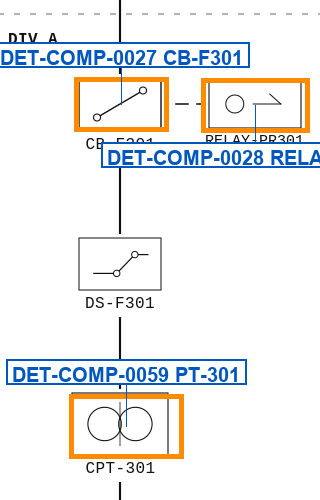 DIV A
DET-COMP-0027 CB-F301
CB-F301
RELAY-PR301
DET-COMP-0028 RELA
DS-F301
DET-COMP-0059 PT-301
CPT-301